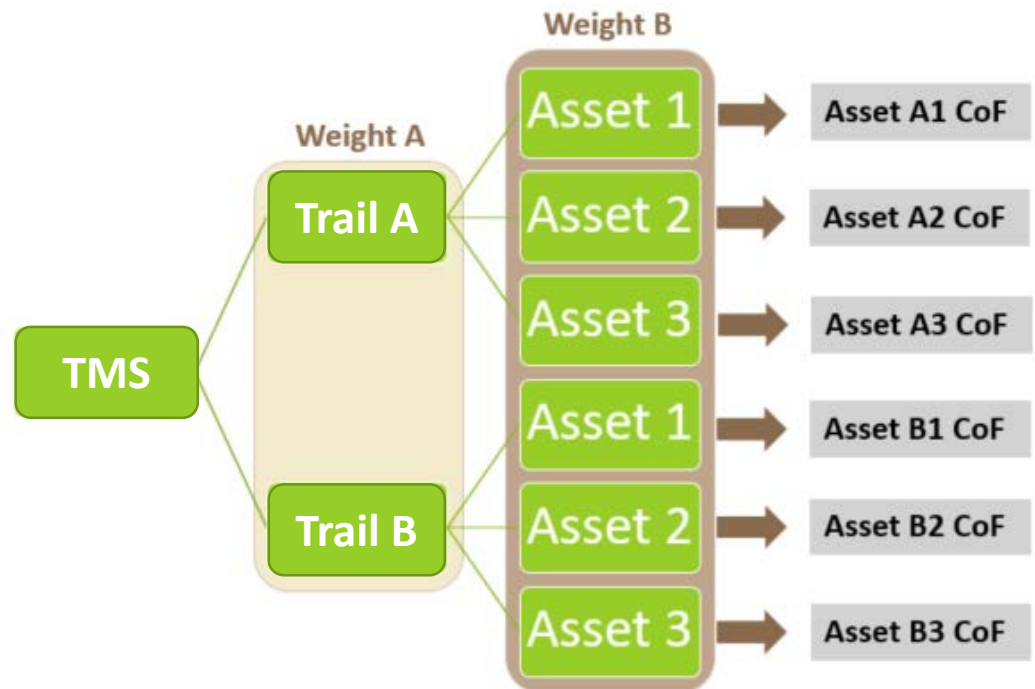 Weight B
Weight A
TMS
Trail A
Trail B
Asset 1
Asset 2
Asset 3
Asset 1
Asset 2
Asset 3
Asset A1 CoF
Asset A2 CoF
Asset A3 CoF
Asset B1 CoF
Asset B2 CoF
Asset B3 CoF